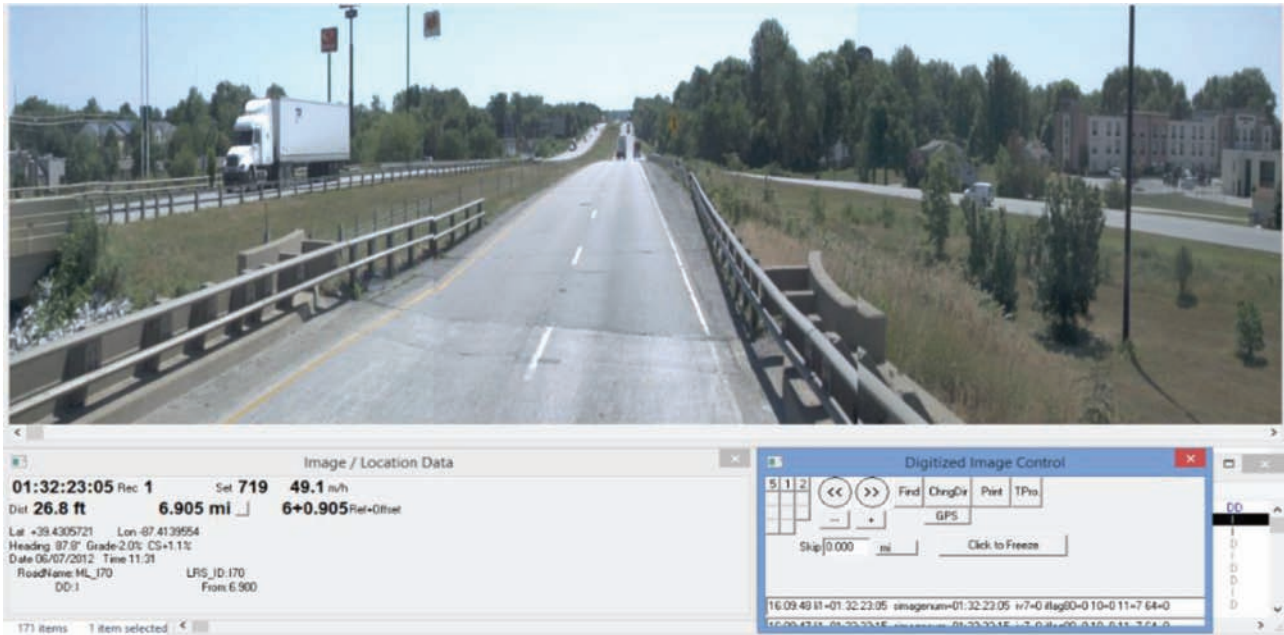 Image / Location Data
01:32:23:05 Rec 1 Set 719 49.1 m/h
Dist 26.8 ft 6.905 mi 6+0.905 Ref+Offset
Lat +39.4305721 Lon -87.4139554
Heading 87.8° Grade-2.0% CS+1.1%
Date 06/07/2012 Time 11:31
RoadName: ML_I70 LRS_ID: I70
DD: I From: 6.900
171 items 1 item selected
Digitized Image Control
5 1 2
<< >> Find ChngDir Print TPro
-- + GPS
Skip 0.000 mi Click to Freeze
16:09:48 li1=01:32:23:05 simagenum=01:32:23:05 ivr7=0 iflag80=0 10=0 11=7 64=0
DD
I
I
D
I
D
D
D
I
D